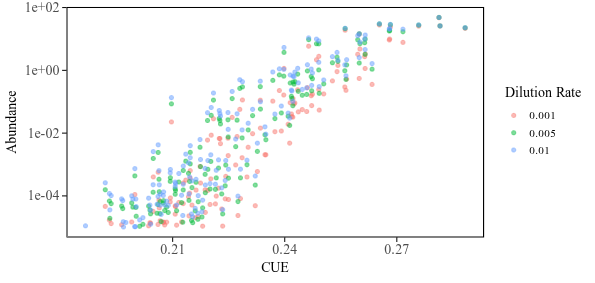 1e+02
1e+00
1e-02
1e-04
Abundance
0.21
0.24
0.27
CUE
Dilution Rate
0.001
0.005
0.01